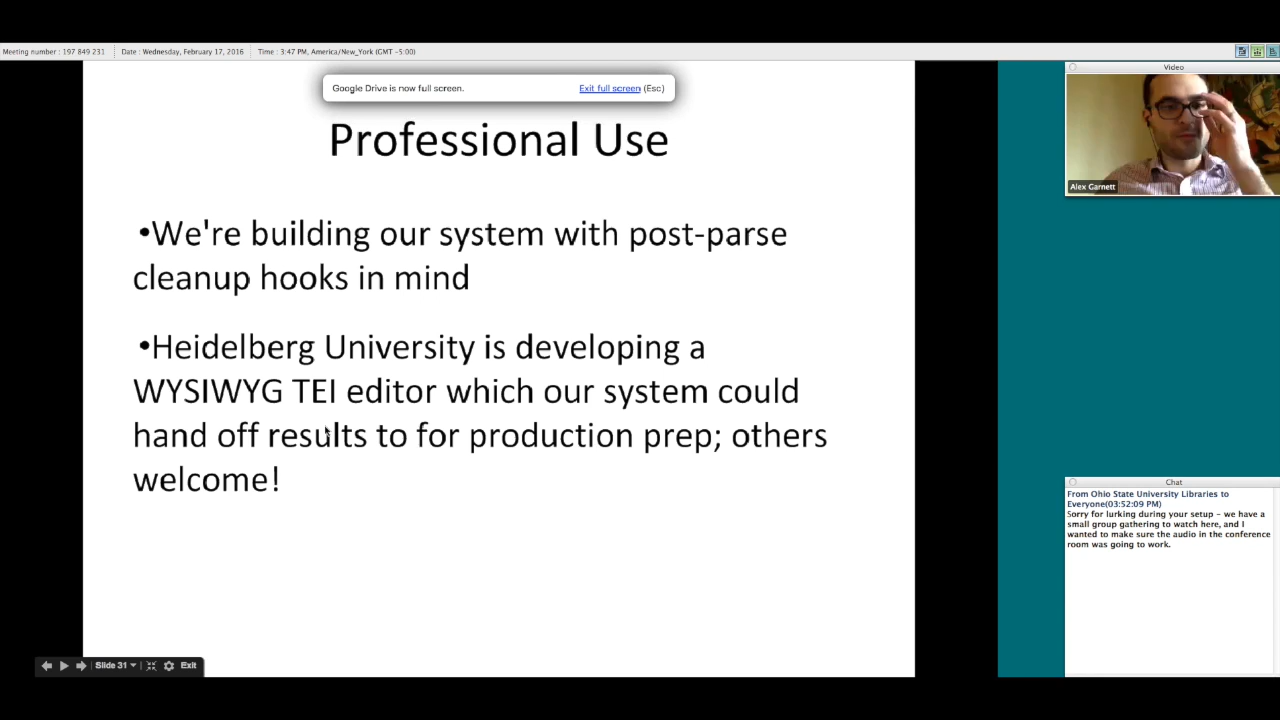 Meeting number : 197 849 231
Date : Wednesday, February 17, 2016
Time : 3:47 PM, America/New_York (GMT -5:00)
Google Drive is now full screen.
Exit full screen (Esc)
Professional Use
•We're building our system with post-parse
cleanup hooks in mind
•Heidelberg University is developing a
WYSIWYG TEI editor which our system could
hand off results to for production prep; others
welcome!
Slide 31
Exit
Video
Alex Garnett
Chat
From Ohio State University Libraries to
Everyone(03:52:09 PM)
Sorry for lurking during your setup - we have a
small group gathering to watch here, and I
wanted to make sure the audio in the conference
room was going to work.